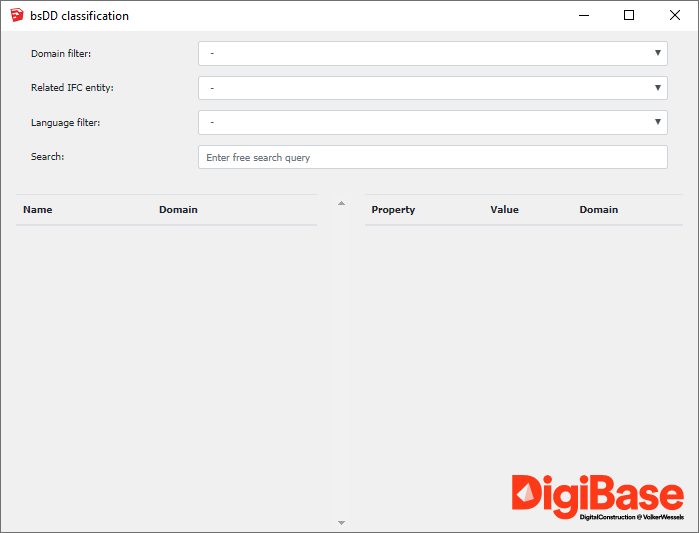 bsDD classification
Domain filter: -
Related IFC entity: -
Language filter: -
Search: Enter free search query
Name Domain Property Value Domain
DigiBase
DigitalConstruction @ VolkerWessels